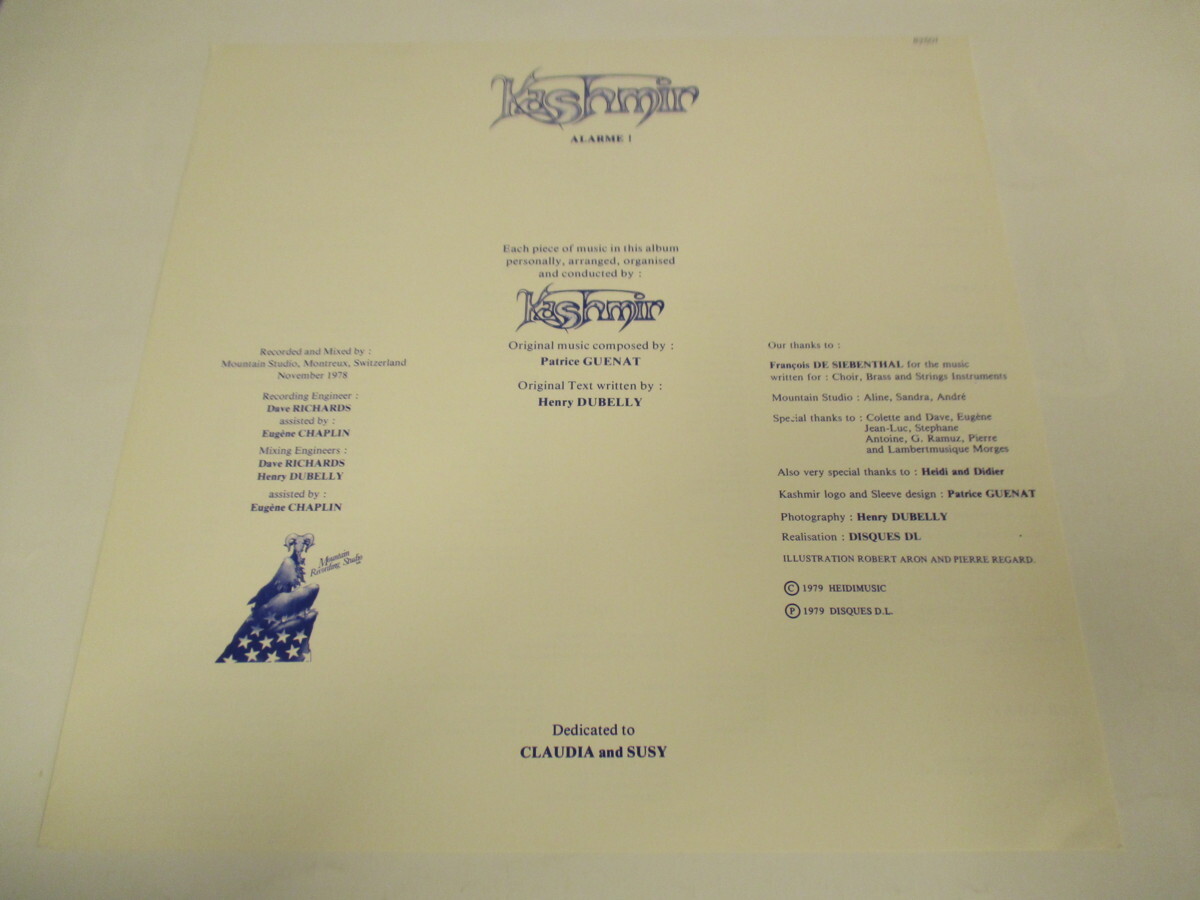 Kashmir
ALARME !
Each piece of music in this album
personally, arranged, organised
and conducted by :
Kashmir
Original music composed by :
Patrice GUENAT
Original Text written by :
Henry DUBELLY
Recorded and Mixed by :
Mountain Studio, Montreux, Switzerland
November 1978
Recording Engineer :
Dave RICHARDS
assisted by :
Eugène CHAPLIN
Mixing Engineers :
Dave RICHARDS
Henry DUBELLY
assisted by :
Eugène CHAPLIN
Mountain
Recording Studio
Our thanks to :
François DE SIEBENTHAL for the music
written for : Choir, Brass and Strings Instruments
Mountain Studio : Aline, Sandra, André
Special thanks to : Colette and Dave, Eugène
Jean-Luc, Stephane
Antoine, G. Ramuz, Pierre
and Lambertmusique Morges
Also very special thanks to : Heidi and Didier
Kashmir logo and Sleeve design : Patrice GUENAT
Photography : Henry DUBELLY
Realisation : DISQUES DL
ILLUSTRATION ROBERT ARON AND PIERRE REGARD.
© 1979 HEIDIMUSIC
℗ 1979 DISQUES D.L.
Dedicated to
CLAUDIA and SUSY